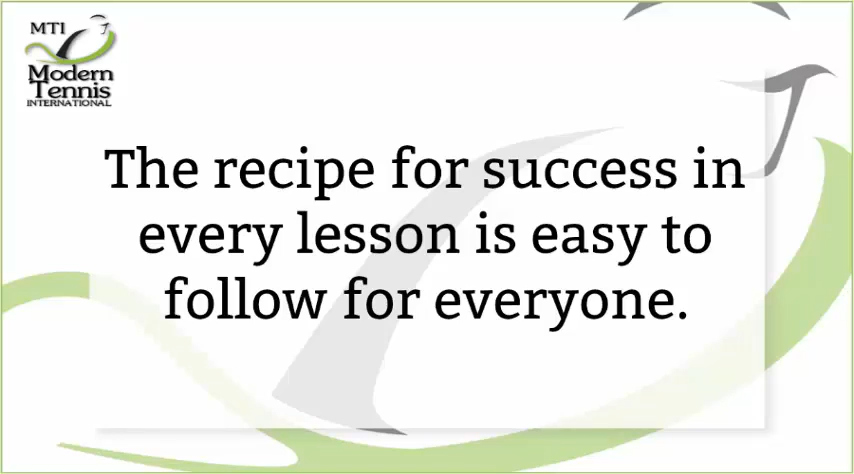 MTI
Modern
Tennis
INTERNATIONAL
The recipe for success in
every lesson is easy to
follow for everyone.